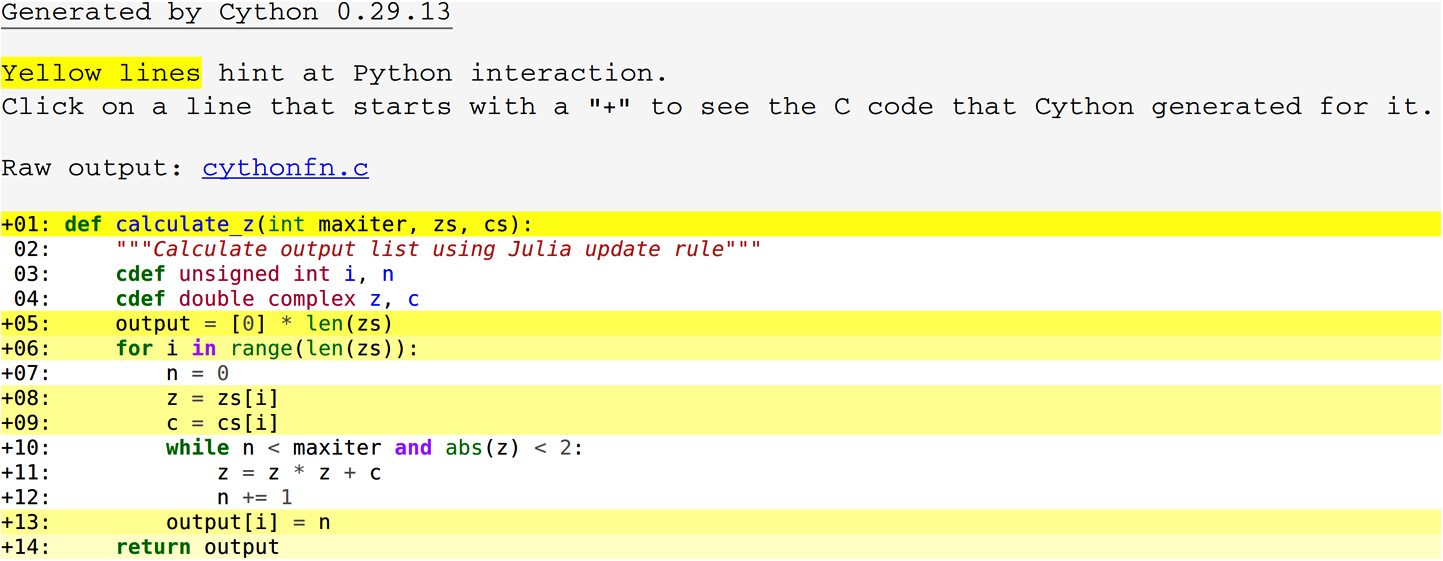 Generated by Cython 0.29.13
Yellow lines hint at Python interaction.
Click on a line that starts with a "+" to see the C code that Cython generated for it.
Raw output: cythonfn.c
+01: def calculate_z(int maxiter, zs, cs):
 02:     """Calculate output list using Julia update rule"""
 03:     cdef unsigned int i, n
 04:     cdef double complex z, c
+05:     output = [0] * len(zs)
+06:     for i in range(len(zs)):
+07:         n = 0
+08:         z = zs[i]
+09:         c = cs[i]
+10:         while n < maxiter and abs(z) < 2:
+11:             z = z * z + c
+12:             n += 1
+13:         output[i] = n
+14:     return output